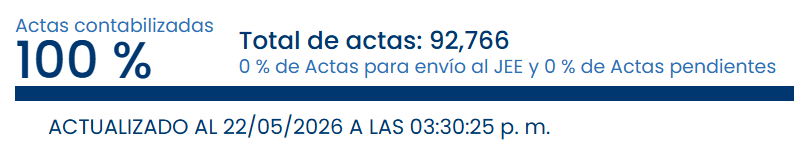 Actas contabilizadas
100 %
Total de actas: 92,766
0 % de Actas para envío al JEE y 0 % de Actas pendientes
ACTUALIZADO AL 22/05/2026 A LAS 03:30:25 p. m.